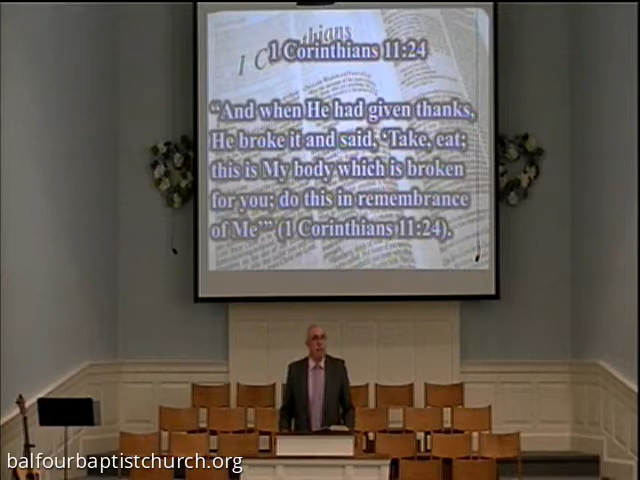 1 Corinthians 11:24
“And when He had given thanks,
He broke it and said, ‘Take, eat;
this is My body which is broken
for you; do this in remembrance
of Me’” (1 Corinthians 11:24).
balfourbaptistchurch.org